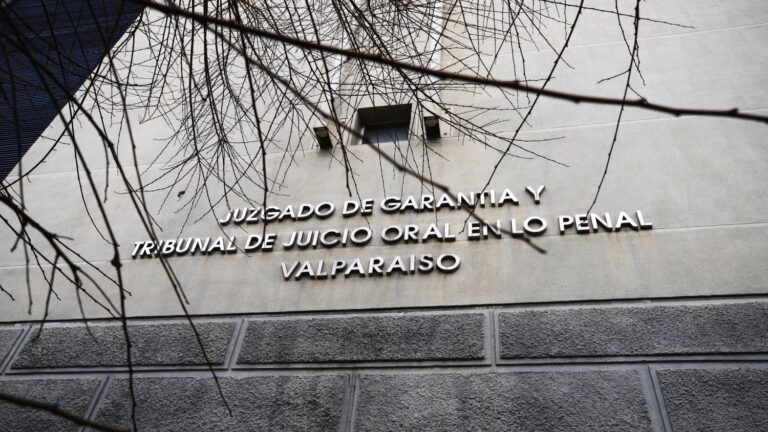 JUZGADO DE GARANTIA Y
TRIBUNAL DE JUICIO ORAL EN LO PENAL
VALPARAISO